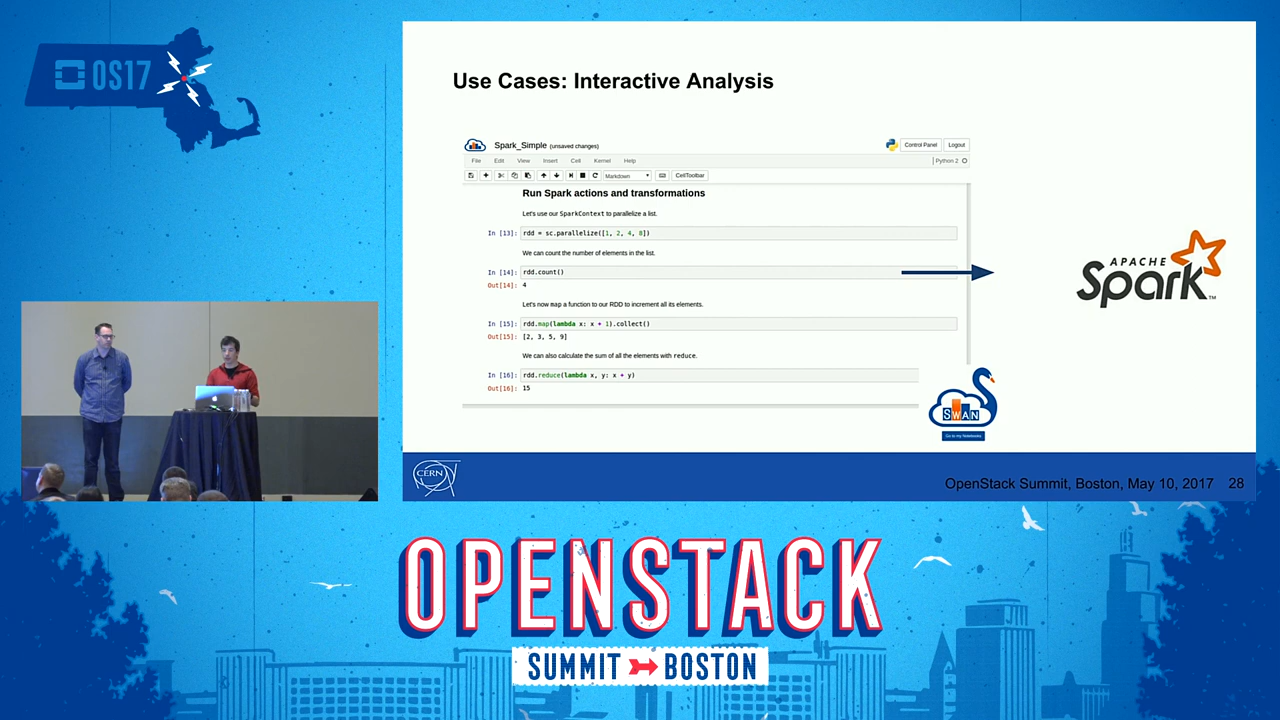 OS17
Use Cases: Interactive Analysis
Spark_Simple (unsaved changes)
Control Panel
Logout
File Edit View Insert Cell Kernel Help
Python 2
Markdown
CellToolbar
Run Spark actions and transformations
Let's use our SparkContext to parallelize a list.
In [13]: rdd = sc.parallelize([1, 2, 4, 8])
We can count the number of elements in the list.
In [14]: rdd.count()
Out[14]: 4
Let's now map a function to our RDD to increment all its elements.
In [15]: rdd.map(lambda x: x + 1).collect()
Out[15]: [2, 3, 5, 9]
We can also calculate the sum of all the elements with reduce.
In [16]: rdd.reduce(lambda x, y: x + y)
Out[16]: 15
APACHE
Spark™
SWAN
Go to my Notebooks
CERN
OpenStack Summit, Boston, May 10, 2017 28
OPENSTACK
SUMMIT BOSTON